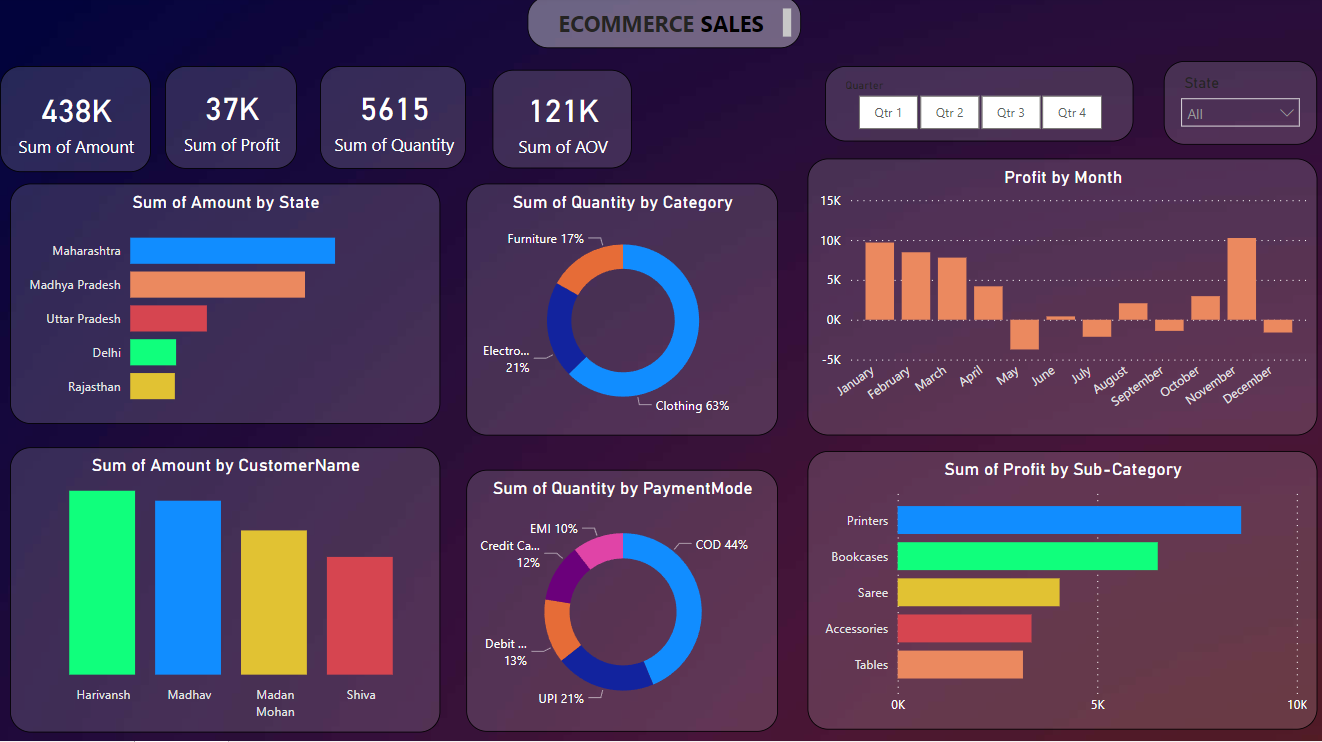 ECOMMERCE SALES
438K
Sum of Amount
37K
Sum of Profit
5615
Sum of Quantity
121K
Sum of AOV
Quarter
Qtr 1
Qtr 2
Qtr 3
Qtr 4
State
All
Sum of Amount by State
Maharashtra
Madhya Pradesh
Uttar Pradesh
Delhi
Rajasthan
Sum of Quantity by Category
Furniture 17%
Electro...
21%
Clothing 63%
Profit by Month
15K
10K
5K
0K
-5K
January
February
March
April
May
June
July
August
September
October
November
December
Sum of Amount by CustomerName
Harivansh
Madhav
Madan
Mohan
Shiva
Sum of Quantity by PaymentMode
EMI 10%
Credit Ca...
12%
COD 44%
Debit ...
13%
UPI 21%
Sum of Profit by Sub-Category
Printers
Bookcases
Saree
Accessories
Tables
0K
5K
10K